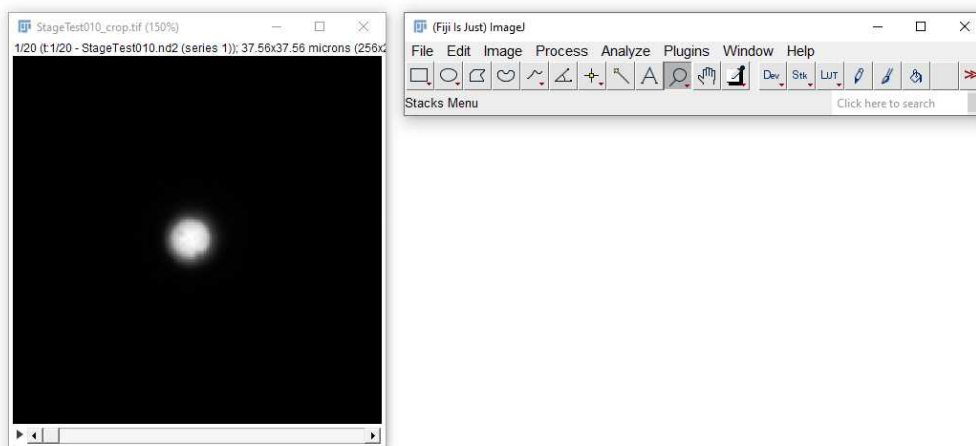 StageTest010_crop.tif (150%)
1/20 (t:1/20 - StageTest010.nd2 (series 1)); 37.56x37.56 microns (256x2
(Fiji Is Just) ImageJ
File Edit Image Process Analyze Plugins Window Help
A Dev Stk LUT
Stacks Menu
Click here to search